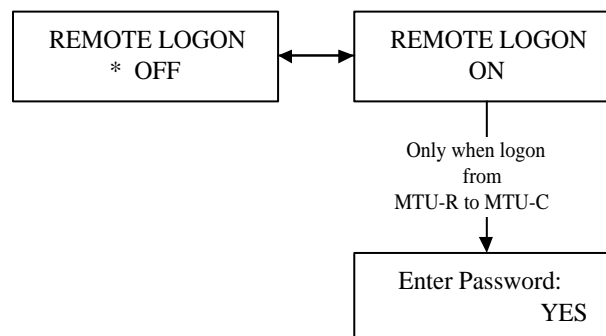 REMOTE LOGON
* OFF
REMOTE LOGON
ON
Only when logon
from
MTU-R to MTU-C
Enter Password:
YES